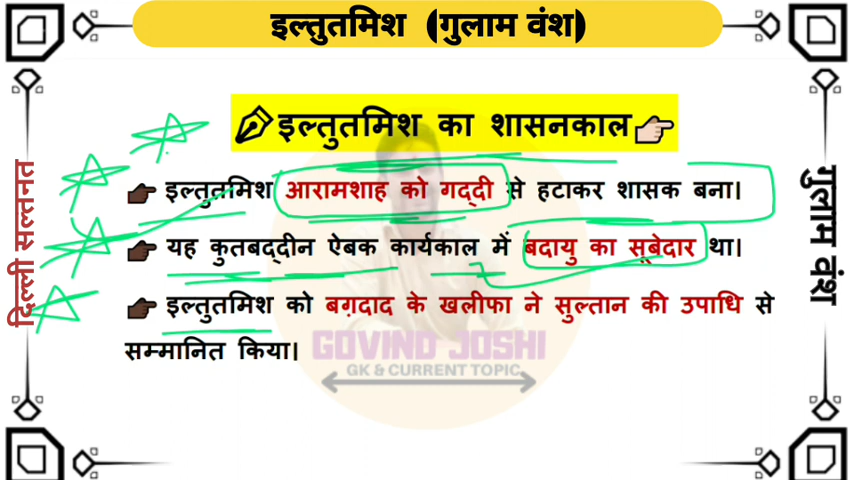 इल्तुतमिश (गुलाम वंश)
इल्तुतमिश का शासनकाल
इल्तुतमिश आरामशाह को गद्दी से हटाकर शासक बना।
यह कुतबद्दीन ऐबक कार्यकाल में बदायु का सूबेदार था।
इल्तुतमिश को बग़दाद के खलीफा ने सुल्तान की उपाधि से
सम्मानित किया।
GOVIND JOSHI
GK & CURRENT TOPIC
दिल्ली सल्तनत
गुलाम वंश